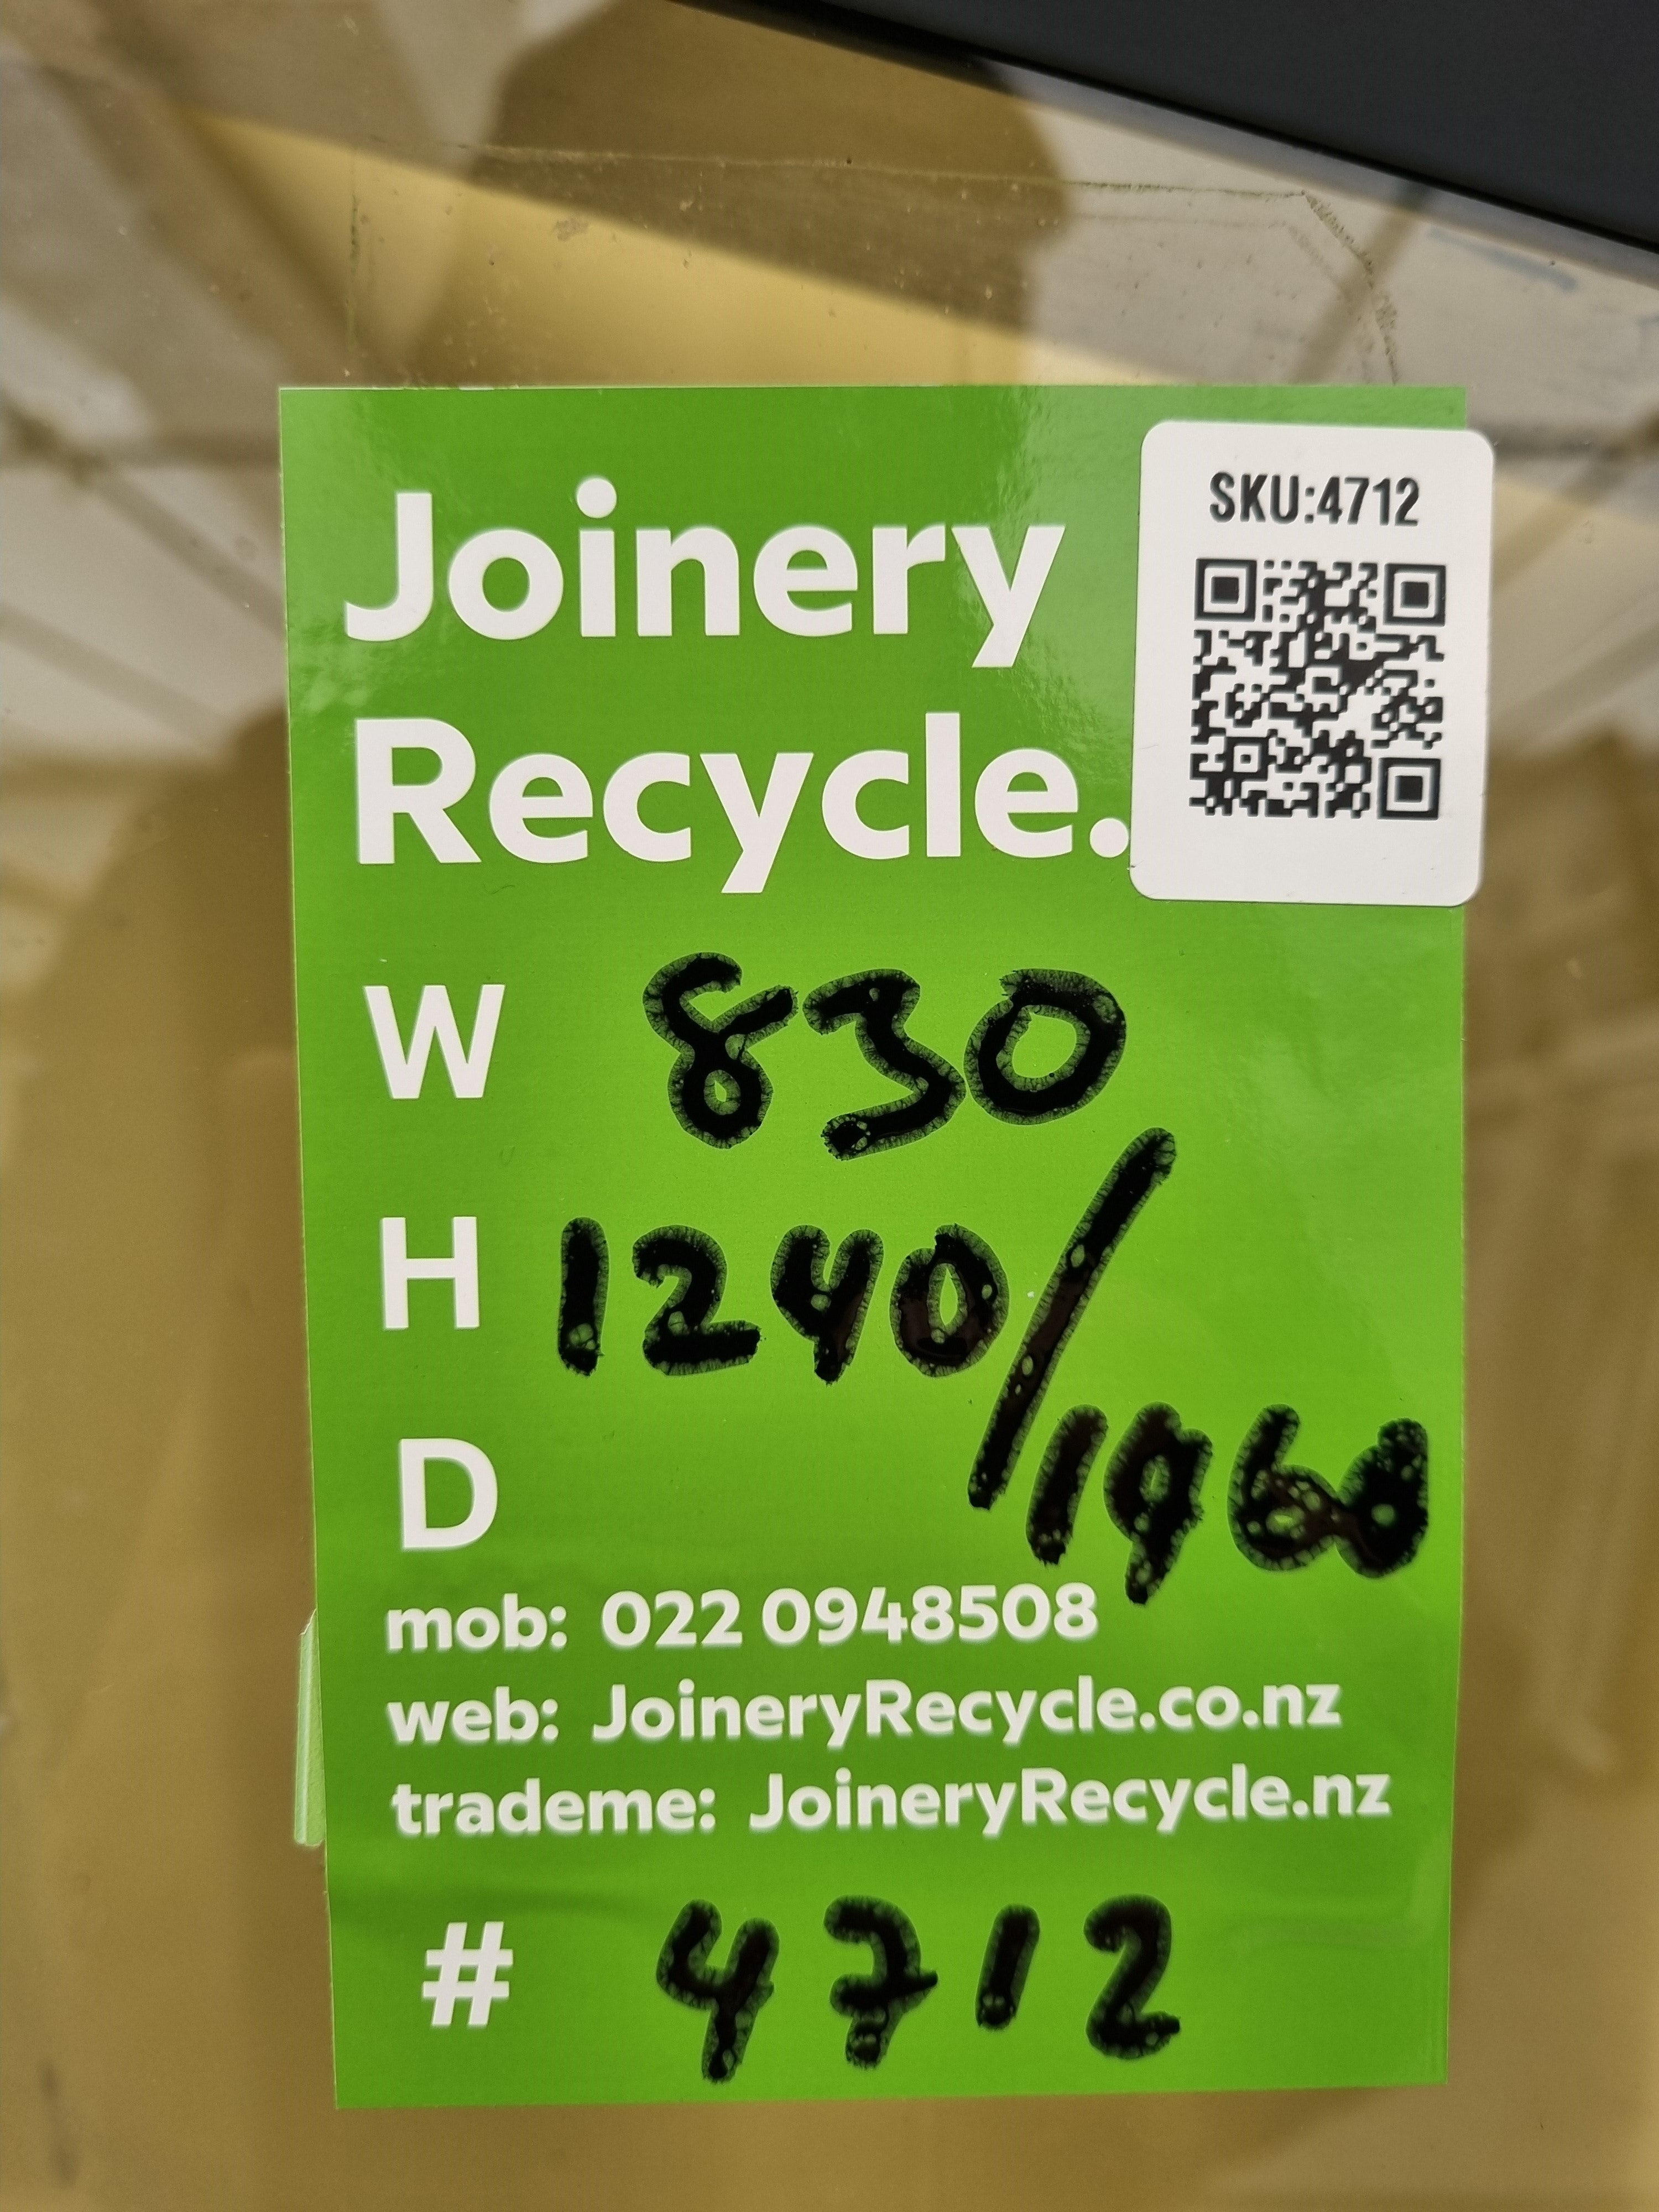 Joinery
Recycle.
SKU:4712
W 830
H 1240/1960
D
mob: 022 0948508
web: JoineryRecycle.co.nz
trademe: JoineryRecycle.nz
# 4712